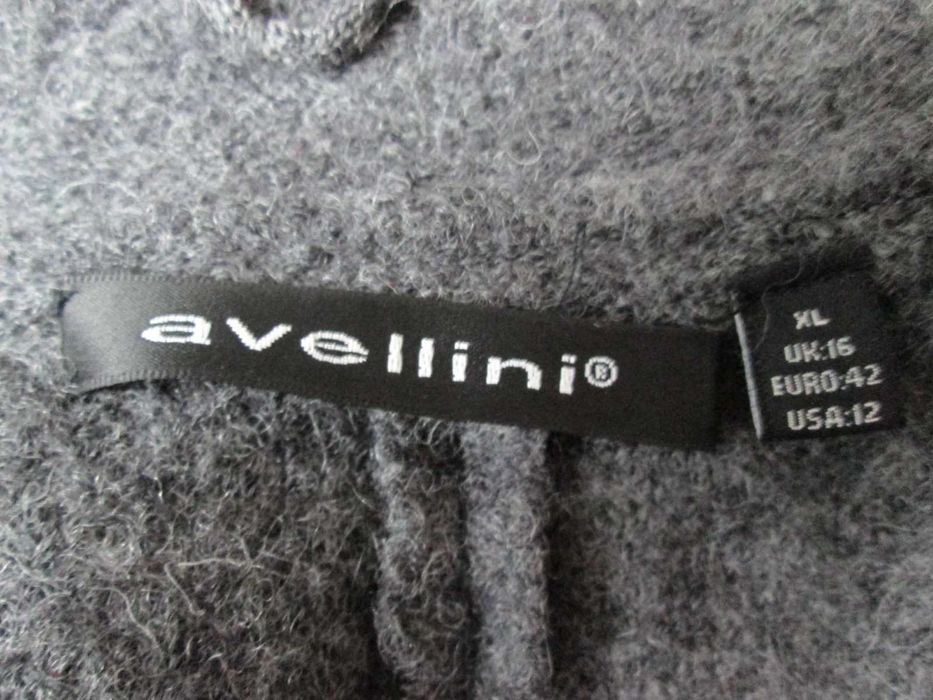 avellini®
XL
UK:16
EURO:42
USA:12